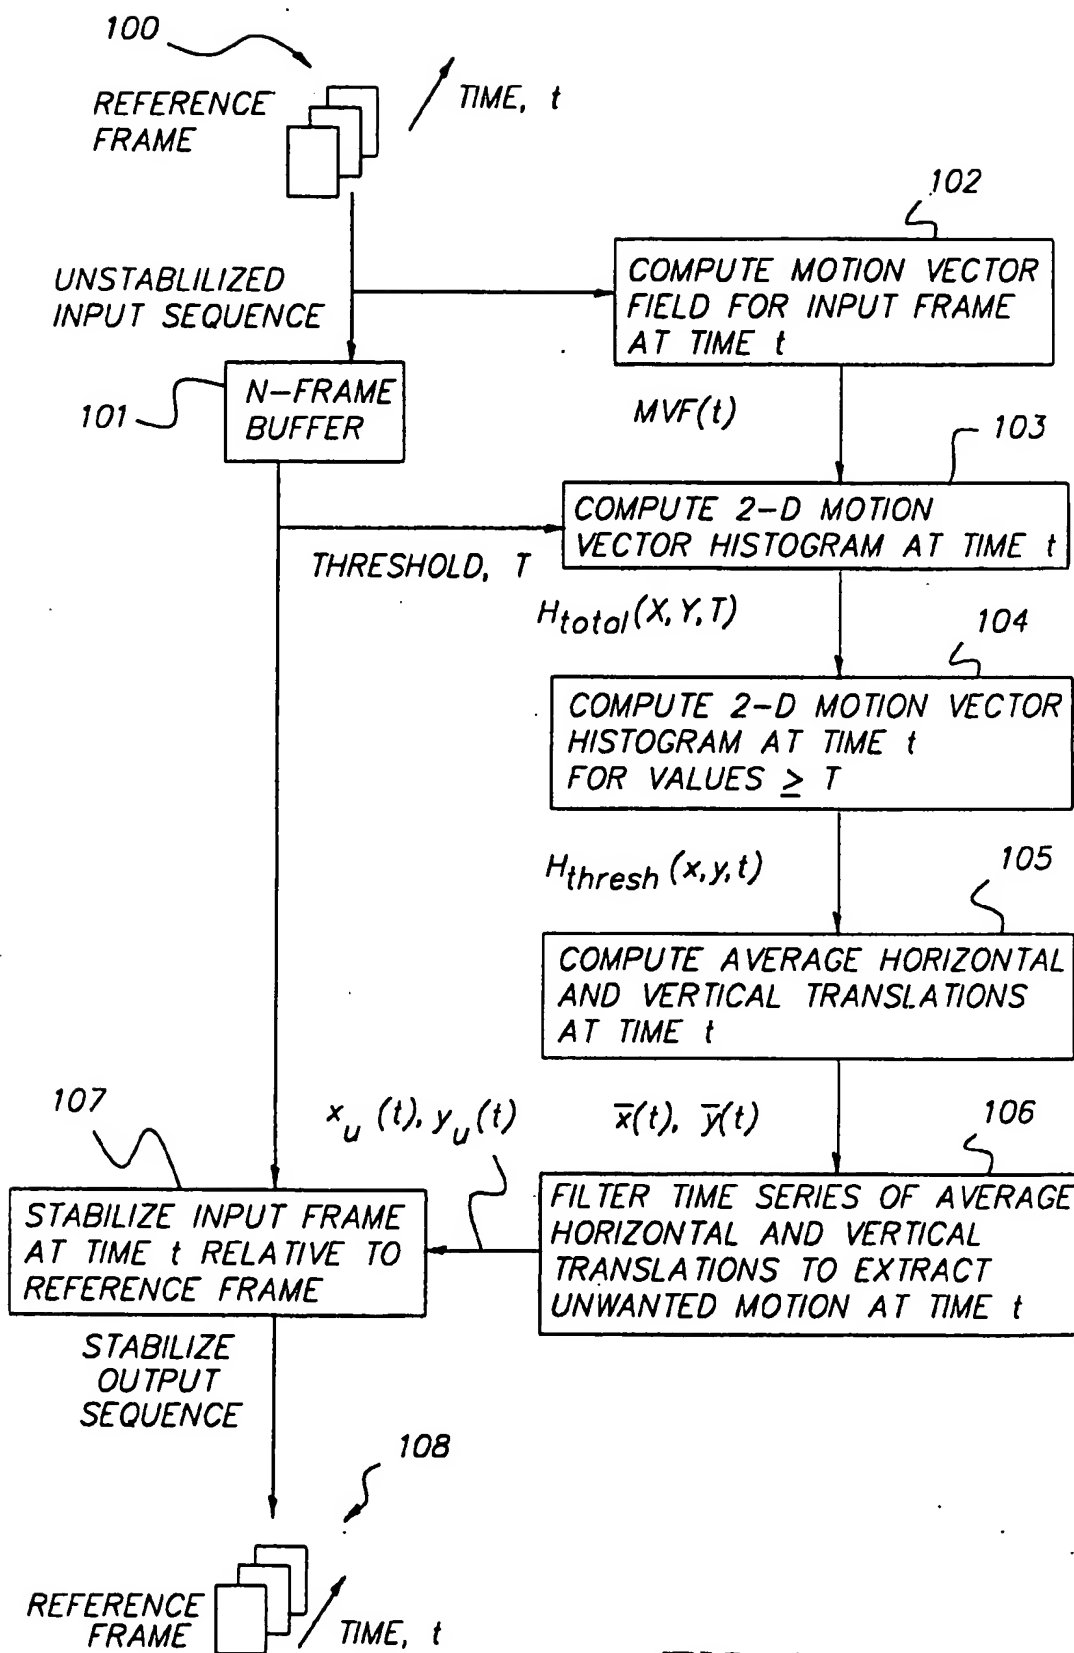 100
REFERENCE
FRAME
TIME, t
102
UNSTABLILIZED
INPUT SEQUENCE
COMPUTE MOTION VECTOR
FIELD FOR INPUT FRAME
AT TIME t
101
N-FRAME
BUFFER
MVF(t)
103
COMPUTE 2-D MOTION
VECTOR HISTOGRAM AT TIME t
THRESHOLD, T
H_total(X, Y, T)
104
COMPUTE 2-D MOTION VECTOR
HISTOGRAM AT TIME t
FOR VALUES ≥ T
H_thresh(x, y, t)
105
COMPUTE AVERAGE HORIZONTAL
AND VERTICAL TRANSLATIONS
AT TIME t
107
x_u(t), y_u(t)
x̅(t), y̅(t)
106
STABILIZE INPUT FRAME
AT TIME t RELATIVE TO
REFERENCE FRAME
FILTER TIME SERIES OF AVERAGE
HORIZONTAL AND VERTICAL
TRANSLATIONS TO EXTRACT
UNWANTED MOTION AT TIME t
STABILIZE
OUTPUT
SEQUENCE
108
REFERENCE
FRAME
TIME, t